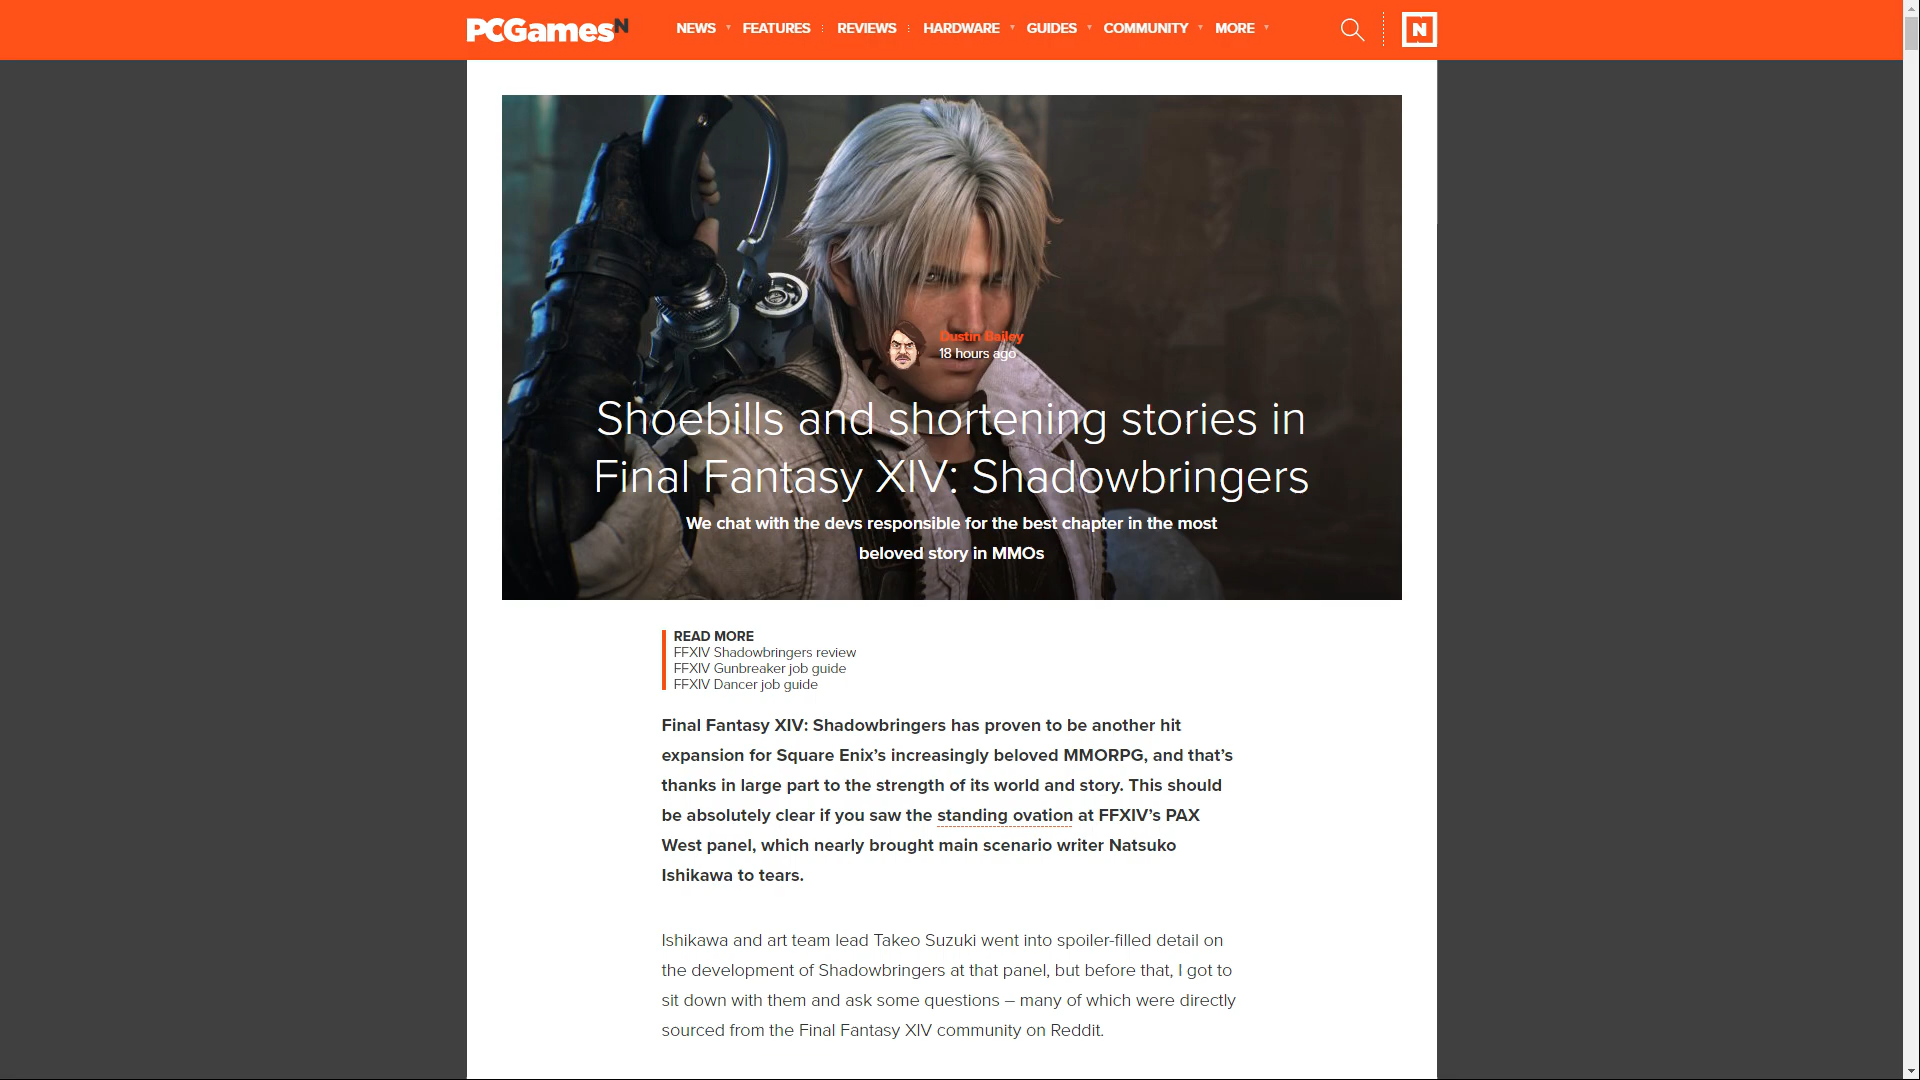 PCGamesN
NEWS FEATURES REVIEWS HARDWARE GUIDES COMMUNITY MORE
N
Dustin Bailey
18 hours ago
Shoebills and shortening stories in
Final Fantasy XIV: Shadowbringers
We chat with the devs responsible for the best chapter in the most
beloved story in MMOs
READ MORE
FFXIV Shadowbringers review
FFXIV Gunbreaker job guide
FFXIV Dancer job guide
Final Fantasy XIV: Shadowbringers has proven to be another hit
expansion for Square Enix’s increasingly beloved MMORPG, and that’s
thanks in large part to the strength of its world and story. This should
be absolutely clear if you saw the standing ovation at FFXIV’s PAX
West panel, which nearly brought main scenario writer Natsuko
Ishikawa to tears.
Ishikawa and art team lead Takeo Suzuki went into spoiler-filled detail on
the development of Shadowbringers at that panel, but before that, I got to
sit down with them and ask some questions – many of which were directly
sourced from the Final Fantasy XIV community on Reddit.